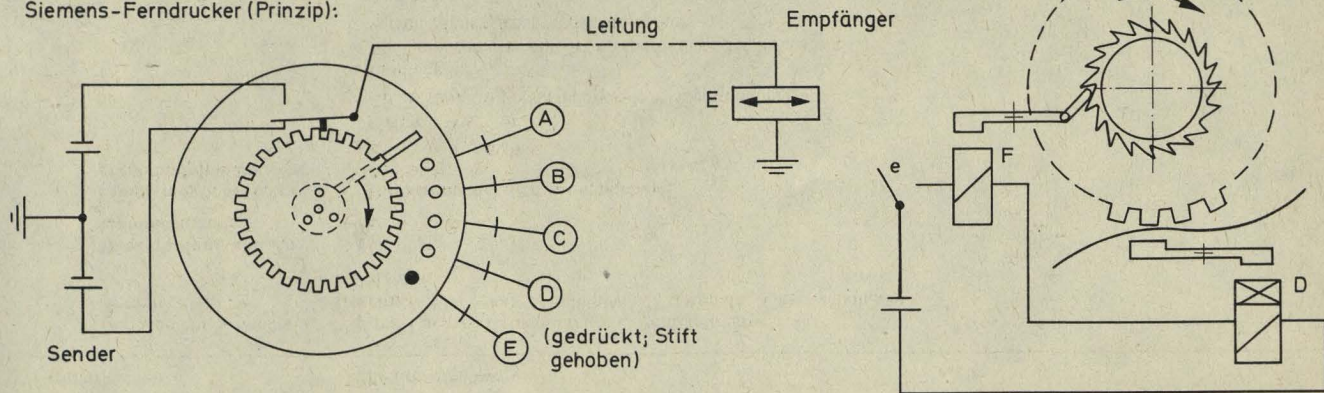 Siemens-Ferndrucker (Prinzip):
Leitung
Empfänger
E
A
B
C
D
E
(gedrückt; Stift
gehoben)
Sender
e
F
D